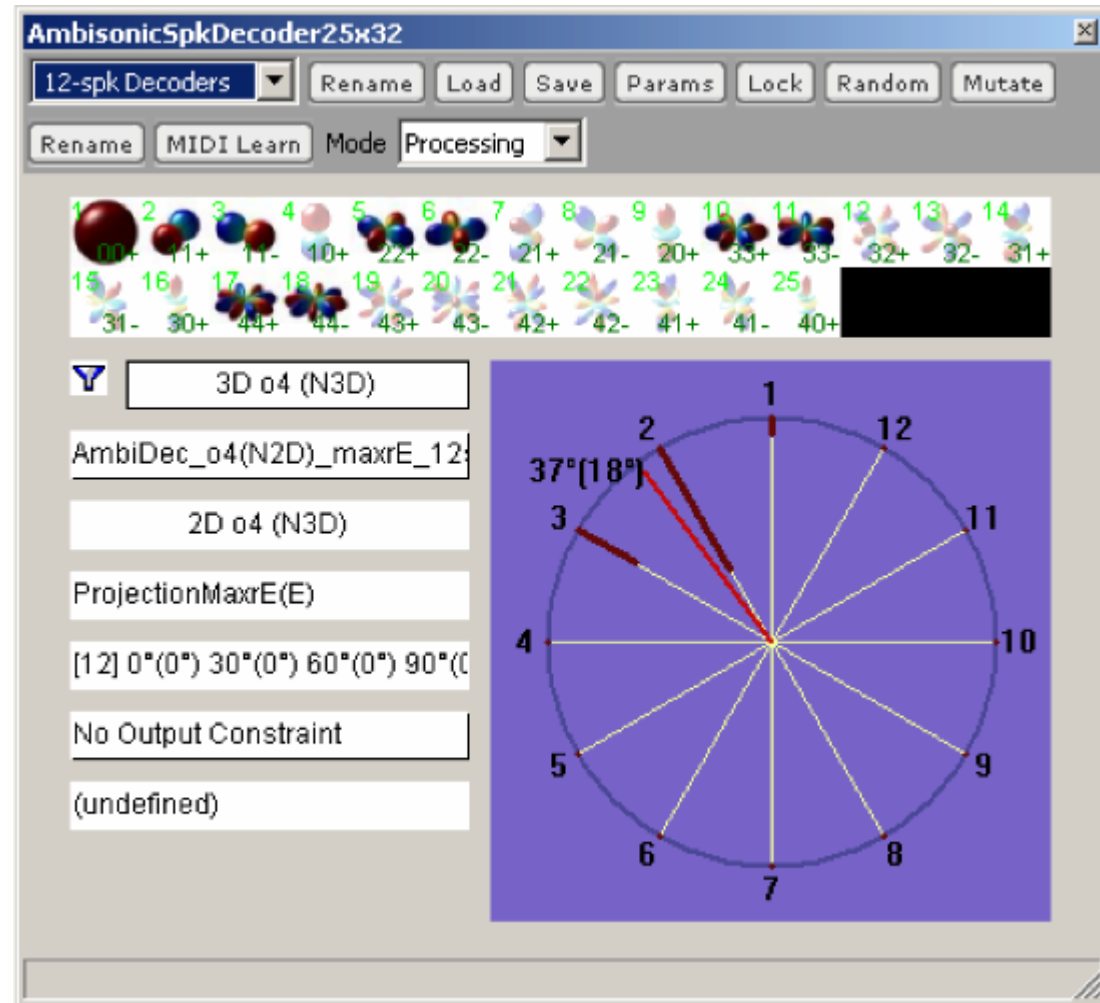 AmbisonicSpkDecoder25x32
12-spk Decoders Rename Load Save Params Lock Random Mutate
Rename MIDI Learn Mode Processing
1 2 3 4 5 6 7 8 9 10 11 12 13 14
00+ 11+ 11- 10+ 22+ 22- 21+ 21- 20+ 33+ 33- 32+ 32- 31+
15 16 17 18 19 20 21 22 23 24 25
31- 30+ 44+ 44- 43+ 43- 42+ 42- 41+ 41- 40+
3D o4 (N3D)
AmbiDec_o4(N2D)_maxrE_12
2D o4 (N3D)
ProjectionMaxrE(E)
[12] 0°(0°) 30°(0°) 60°(0°) 90°(
No Output Constraint
(undefined)
1
2 12
37°(18°)
3 11
4 10
5 9
6 8
7